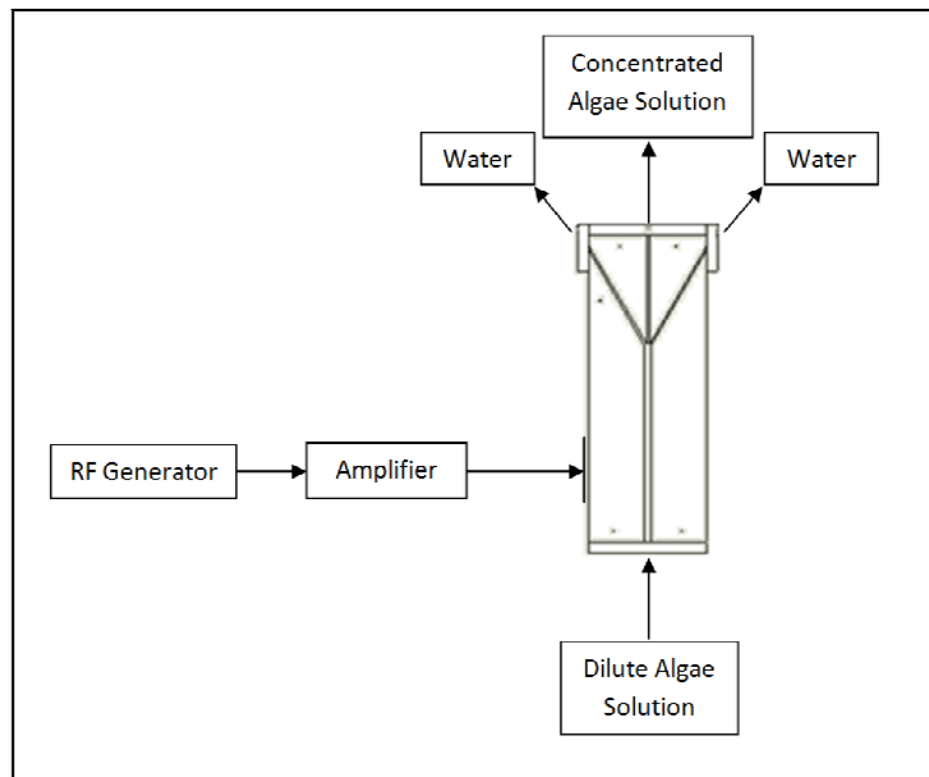 Concentrated
Algae Solution
Water
Water
RF Generator
Amplifier
Dilute Algae
Solution